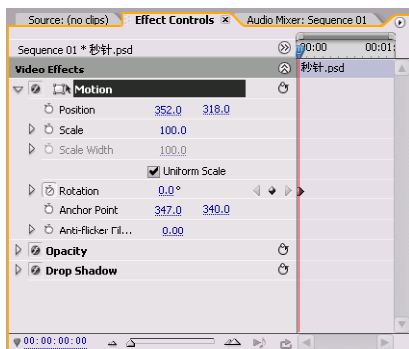 Source: (no clips) Effect Controls Audio Mixer: Sequence 01
Sequence 01 * 秒针.psd 00:00 00:01:
Video Effects 秒针.psd
Motion
Position 352.0 318.0
Scale 100.0
Scale Width 100.0
Uniform Scale
Rotation 0.0°
Anchor Point 347.0 340.0
Anti-flicker Fil... 0.00
Opacity
Drop Shadow
00:00:00:00